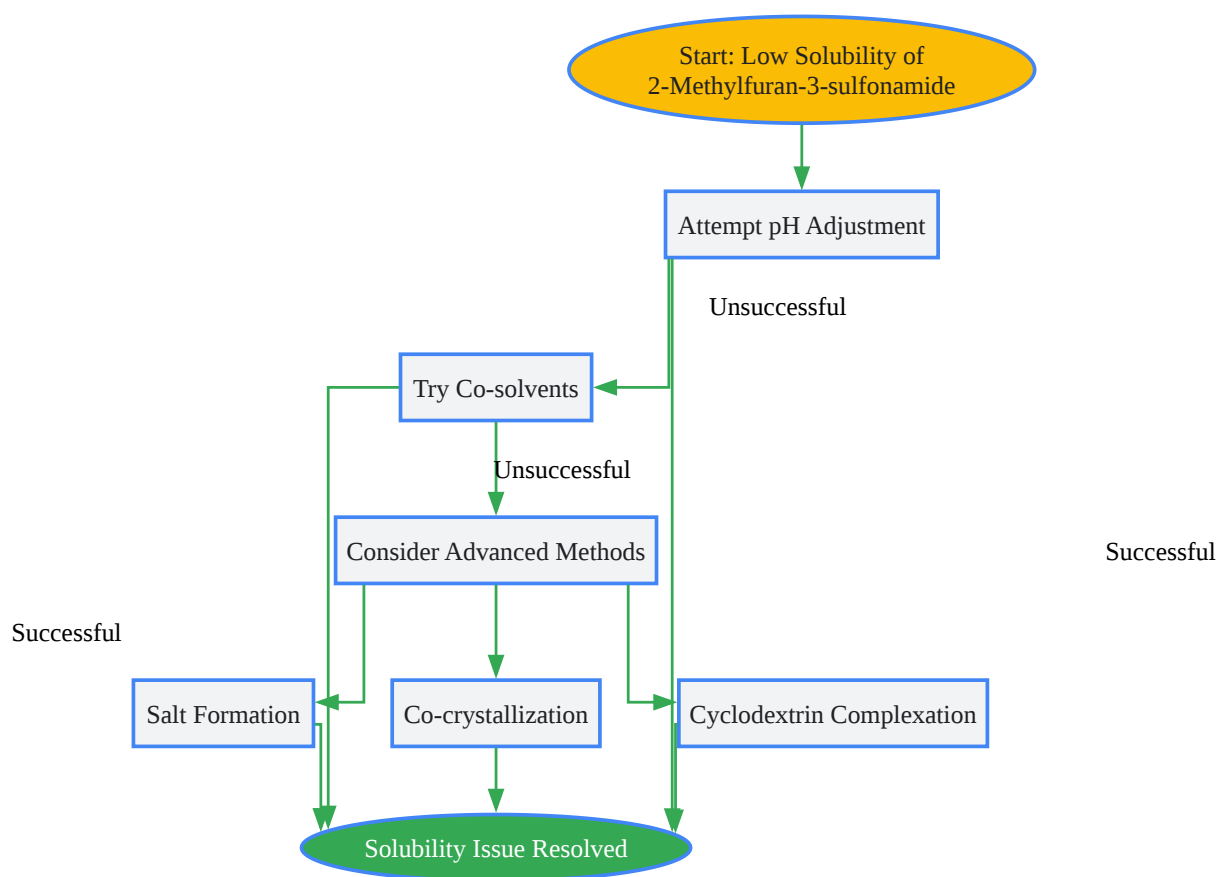 Start: Low Solubility of
2-Methylfuran-3-sulfonamide
Attempt pH Adjustment
Unsuccessful
Try Co-solvents
Unsuccessful
Consider Advanced Methods
Successful
Successful
Salt Formation
Co-crystallization
Cyclodextrin Complexation
Solubility Issue Resolved